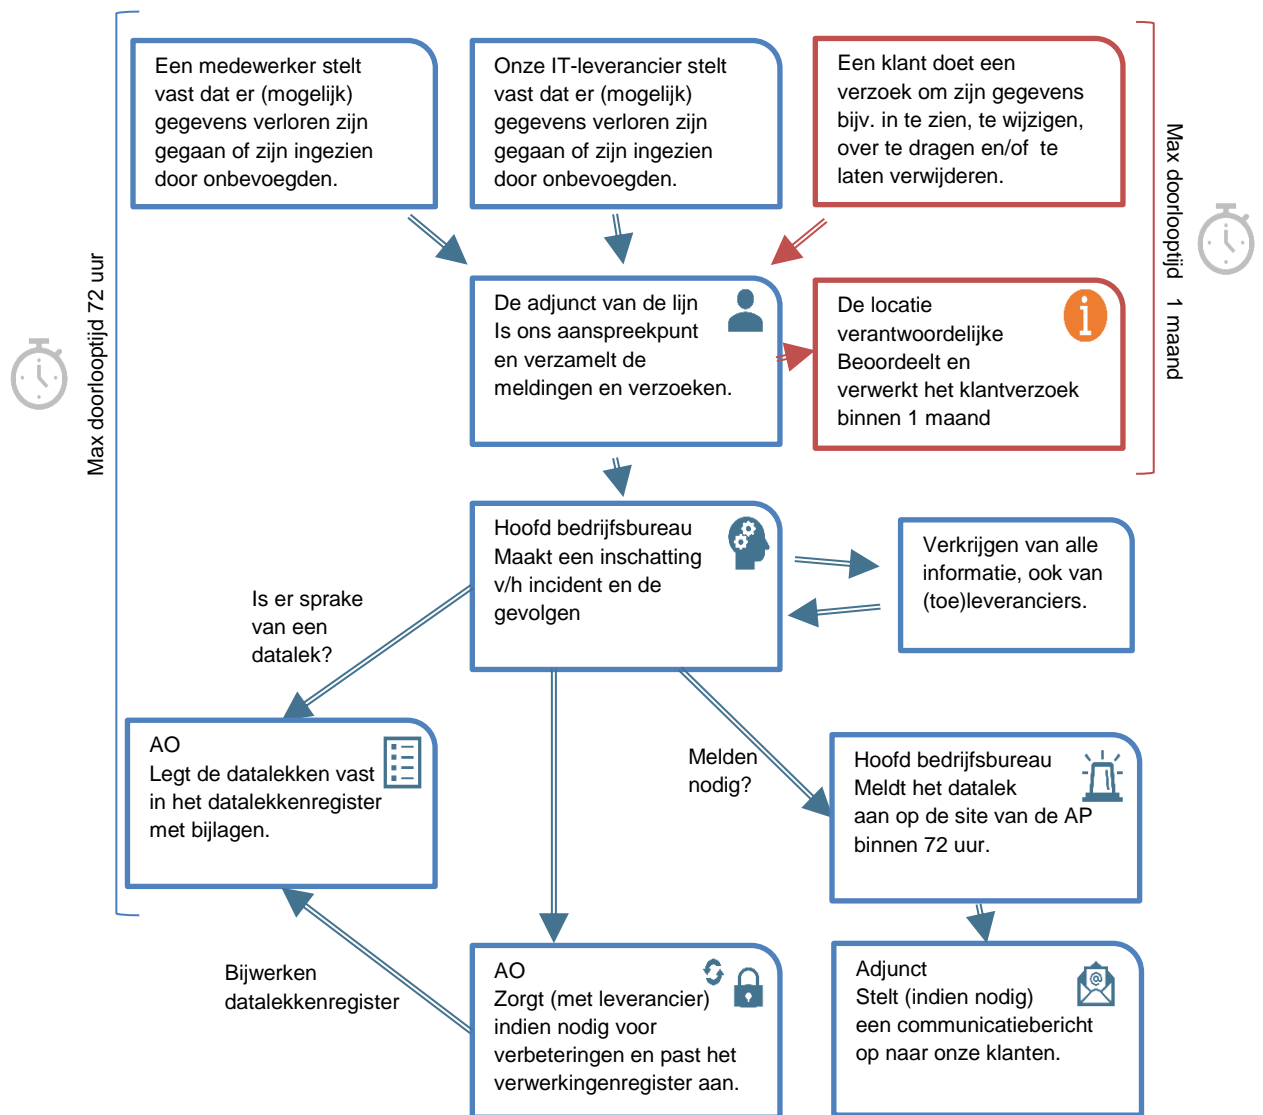 Een medewerker stelt
vast dat er (mogelijk)
gegevens verloren zijn
gegaan of zijn ingezien
door onbevoegden.
Onze IT-leverancier stelt
vast dat er (mogelijk)
gegevens verloren zijn
gegaan of zijn ingezien
door onbevoegden.
Een klant doet een
verzoek om zijn gegevens
bijv. in te zien, te wijzigen,
over te dragen en/of te
laten verwijderen.
Max doorlooptijd 1 maand
Max doorlooptijd 72 uur
De adjunct van de lijn
Is ons aanspreekpunt
en verzamelt de
meldingen en verzoeken.
De locatie
verantwoordelijke
Beoordeelt en
verwerkt het klantverzoek
binnen 1 maand
Hoofd bedrijfsbureau
Maakt een inschatting
v/h incident en de
gevolgen
Verkrijgen van alle
informatie, ook van
(toe)leveranciers.
Is er sprake
van een
datalek?
AO
Legt de datalekken vast
in het datalekkenregister
met bijlagen.
Melden
nodig?
Hoofd bedrijfsbureau
Meldt het datalek
aan op de site van de AP
binnen 72 uur.
Bijwerken
datalekkenregister
AO
Zorgt (met leverancier)
indien nodig voor
verbeteringen en past het
verwerkingenregister aan.
Adjunct
Stelt (indien nodig)
een communicatiebericht
op naar onze klanten.